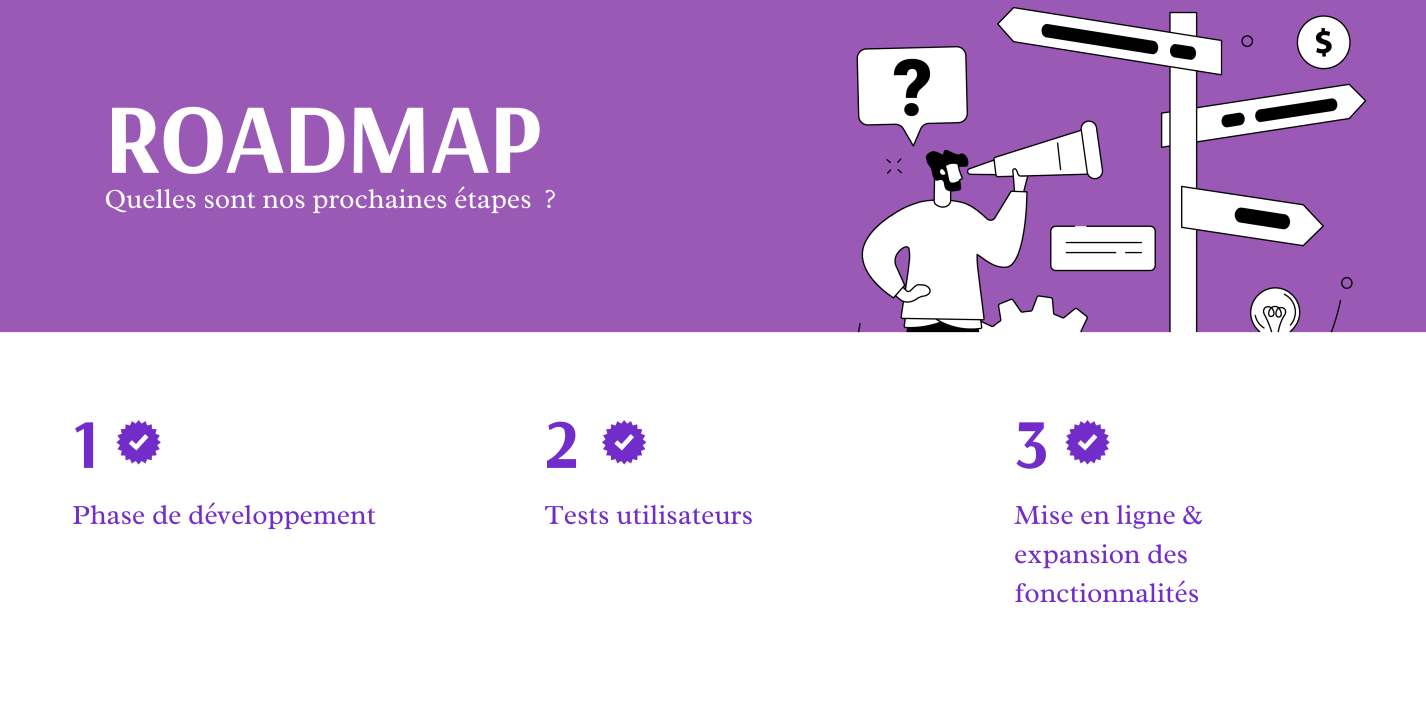 ROADMAP
Quelles sont nos prochaines étapes ?
?
$
1
Phase de développement
2
Tests utilisateurs
3
Mise en ligne &
expansion des
fonctionnalités